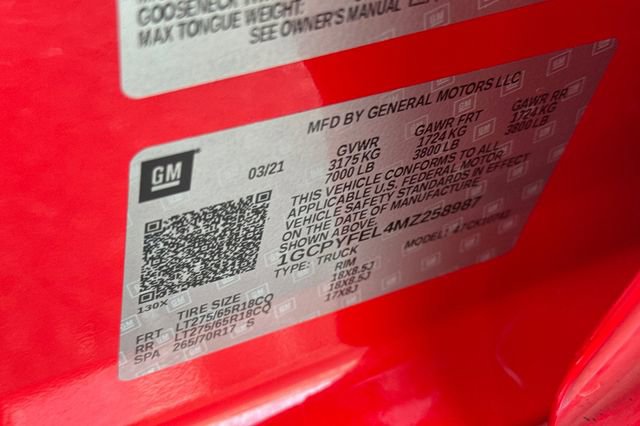 GOOSENECK
MAX TONGUE WEIGHT:
SEE OWNER'S MANUAL
GM
MFD BY GENERAL MOTORS LLC
03/21
GVWR GAWR FRT GAWR RR
3175 KG 1724 KG 1724 KG
7000 LB 3800 LB 3800 LB
THIS VEHICLE CONFORMS TO ALL
APPLICABLE U.S. FEDERAL MOTOR
VEHICLE SAFETY STANDARDS IN EFFECT
ON THE DATE OF MANUFACTURE
SHOWN ABOVE.
1GCPYFEL4MZ258987
TYPE: TRUCK MODEL:
130X
TIRE SIZE RIM
FRT LT275/65R18CQ 18X8.5J
RR LT275/65R18CQ 18X8.5J
SPA 265/70R17 S 17X8J